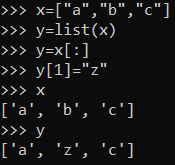 >>> x=["a","b","c"]
>>> y=list(x)
>>> y=x[:]
>>> y[1]="z"
>>> x
['a', 'b', 'c']
>>> y
['a', 'z', 'c']